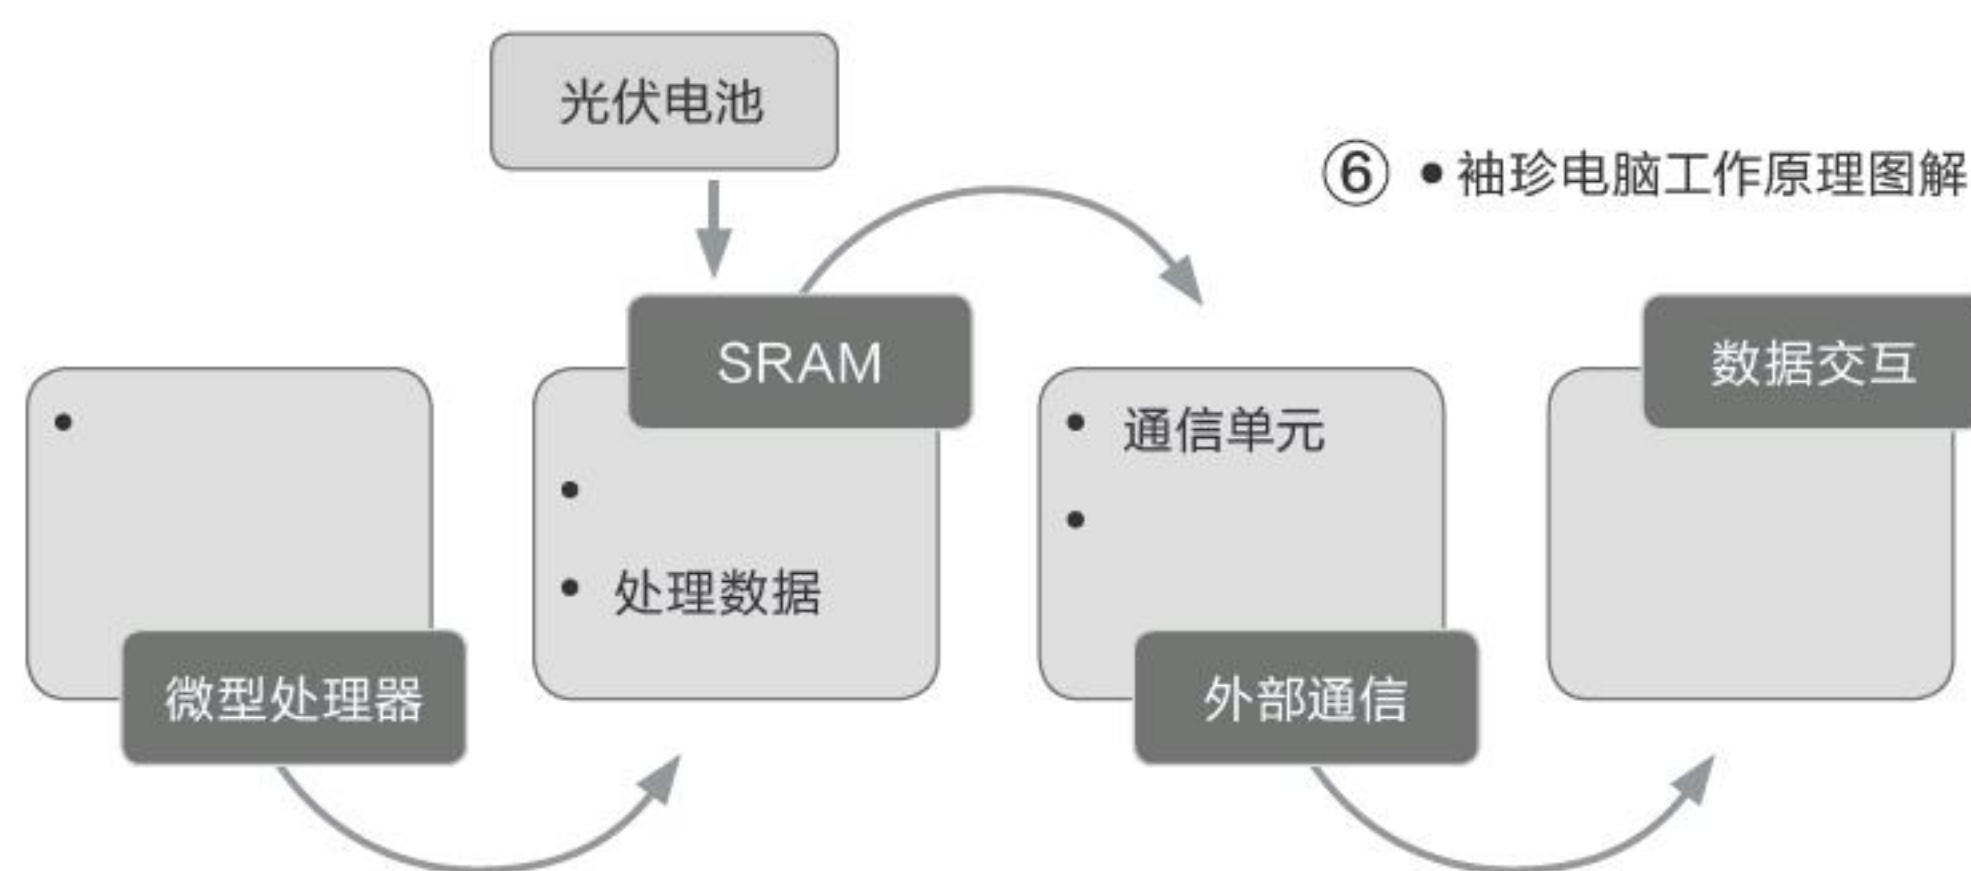 光伏电池
⑥ • 袖珍电脑工作原理图解
SRAM
数据交互
•
• 通信单元
•
•
• 处理数据
微型处理器
外部通信